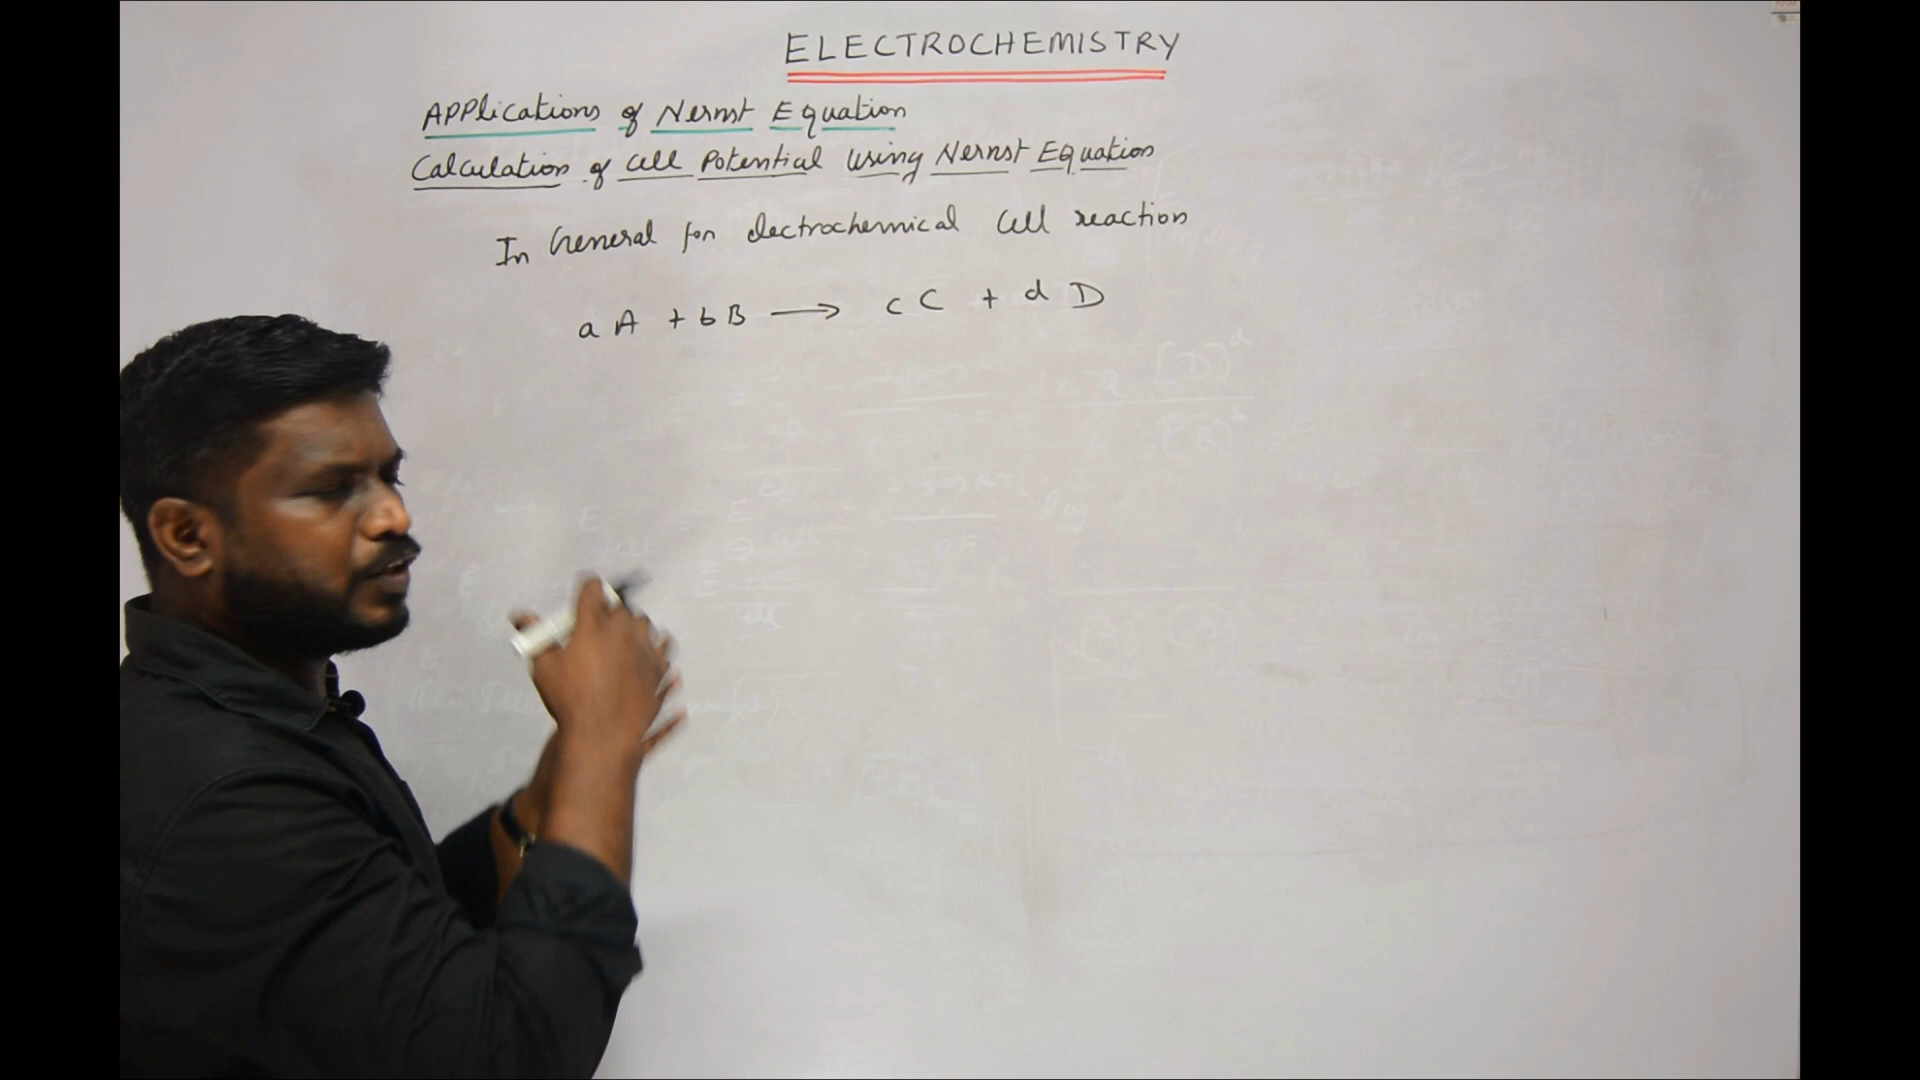 ELECTROCHEMISTRY
Applications of Nernst Equation
Calculation of cell Potential using Nernst Equation
In General for electrochemical cell reaction
a A + b B ⟶ c C + d D